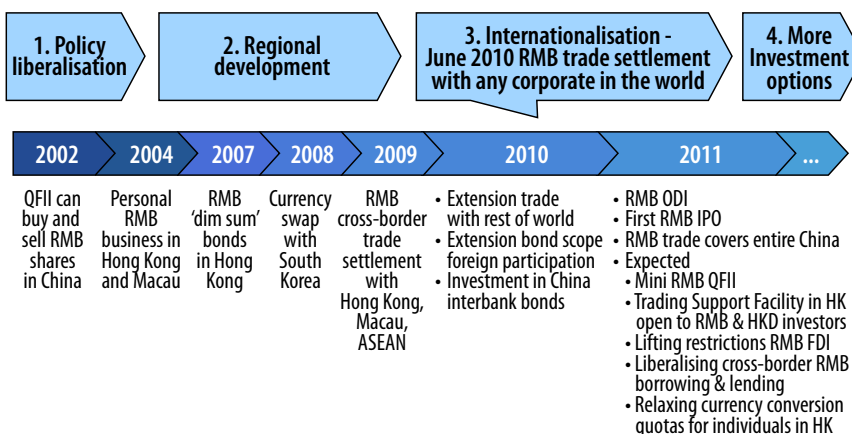 1. Policy
liberalisation
2. Regional
development
3. Internationalisation -
June 2010 RMB trade settlement
with any corporate in the world
4. More
Investment
options
2002
2004
2007
2008
2009
2010
2011
...
QFII can
buy and
sell RMB
shares
in China
Personal
RMB
business in
Hong Kong
and Macau
RMB
‘dim sum’
bonds
in Hong
Kong
Currency
swap
with
South
Korea
RMB
cross-border
trade
settlement
with
Hong Kong,
Macau,
ASEAN
• Extension trade
with rest of world
• Extension bond scope
foreign participation
• Investment in China
interbank bonds
• RMB ODI
• First RMB IPO
• RMB trade covers entire China
• Expected
• Mini RMB QFII
• Trading Support Facility in HK
open to RMB & HKD investors
• Lifting restrictions RMB FDI
• Liberalising cross-border RMB
borrowing & lending
• Relaxing currency conversion
quotas for individuals in HK